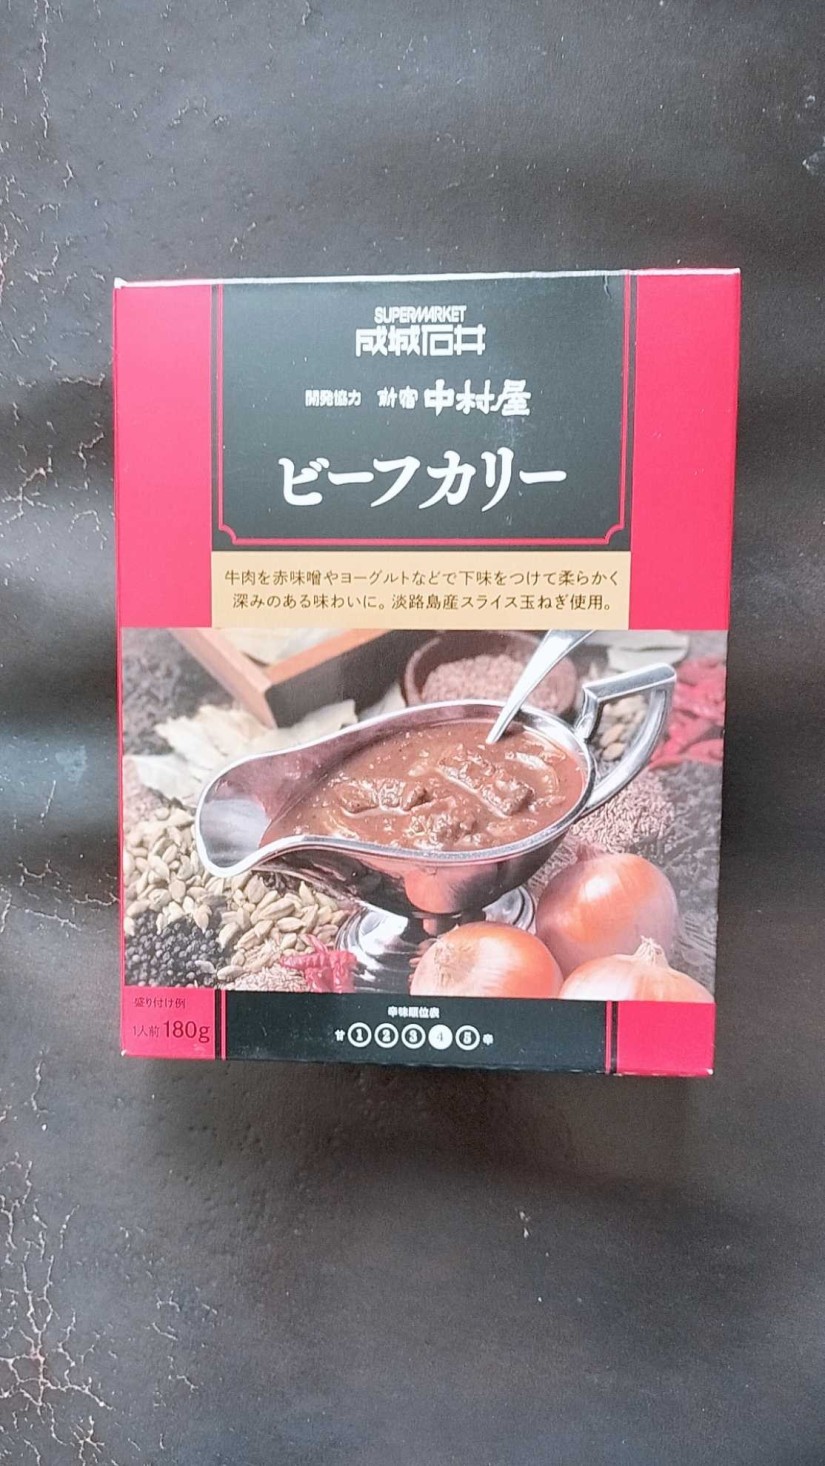 SUPERMARKET
成城石井
開発協力 新宿 中村屋
ビーフカリー
牛肉を赤味噌やヨーグルトなどで下味をつけて柔らかく
深みのある味わいに。淡路島産スライス玉ねぎ使用。
盛り付け例
1人前 180g
辛味順位表
甘 1 2 3 4 5 辛